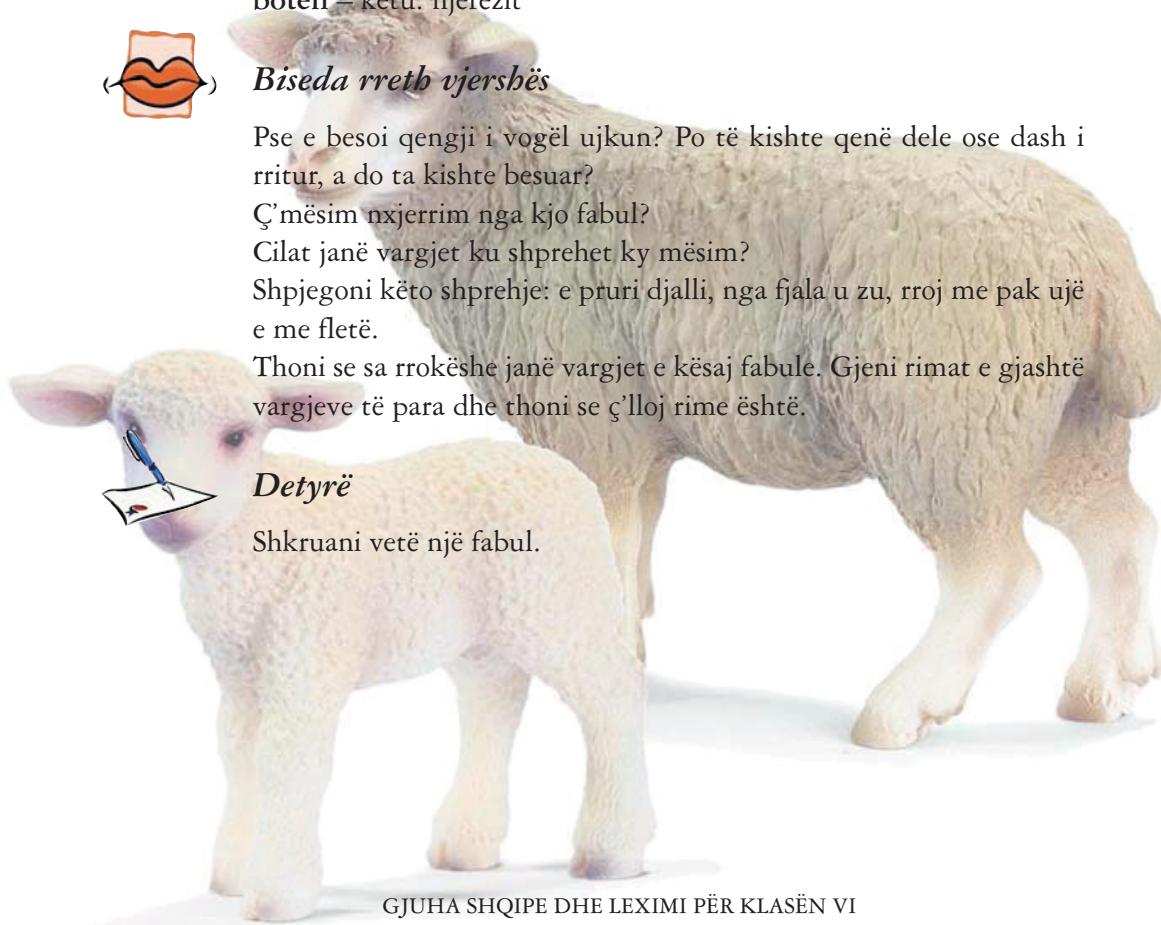 botën – këtu: njerëzit
Biseda rreth vjershës
Pse e besoi qengji i vogël ujkun? Po të kishte qenë dele ose dash i
rritur, a do ta kishte besuar?
Ç’mësim nxjerrim nga kjo fabul?
Cilat janë vargjet ku shprehet ky mësim?
Shpjegoni këto shprehje: e pruri djalli, nga fjala u zu, rroj me pak ujë
e me fletë.
Thoni se sa rrokëshe janë vargjet e kësaj fabule. Gjeni rimat e gjashtë
vargjeve të para dhe thoni se ç’lloj rime është.
Detyrë
Shkruani vetë një fabul.
GJUHA SHQIPE DHE LEXIMI PËR KLASËN VI